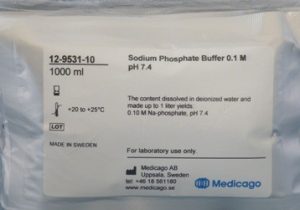 12-9531-10
1000 ml
Sodium Phosphate Buffer 0.1 M
pH 7.4
+20 to +25°C
LOT
MADE IN SWEDEN
The content dissolved in deionized water and
made up to 1 liter yields
0.10 M Na-phosphate, pH 7.4
For laboratory use only.
Medicago AB
Uppsala, Sweden
tel: +46 18 561160
www.medicago.se
Medicago